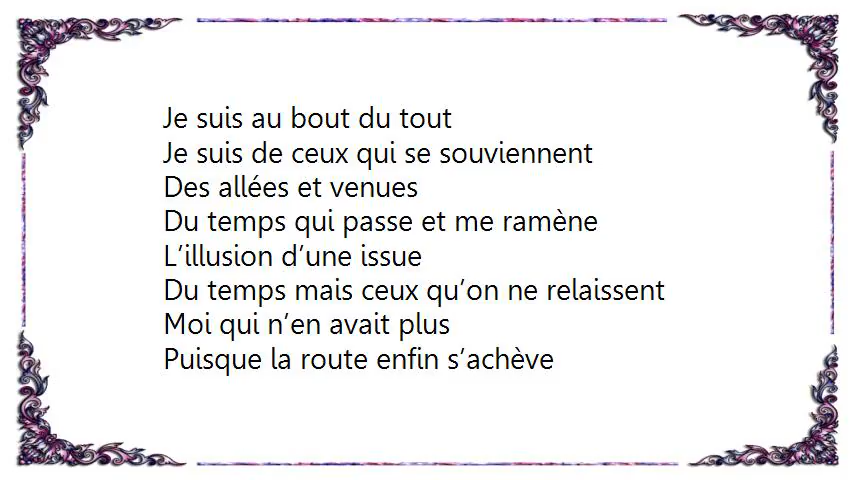 Je suis au bout du tout
Je suis de ceux qui se souviennent
Des allées et venues
Du temps qui passe et me ramène
L’illusion d’une issue
Du temps mais ceux qu’on ne relaissent
Moi qui n’en avait plus
Puisque la route enfin s’achève